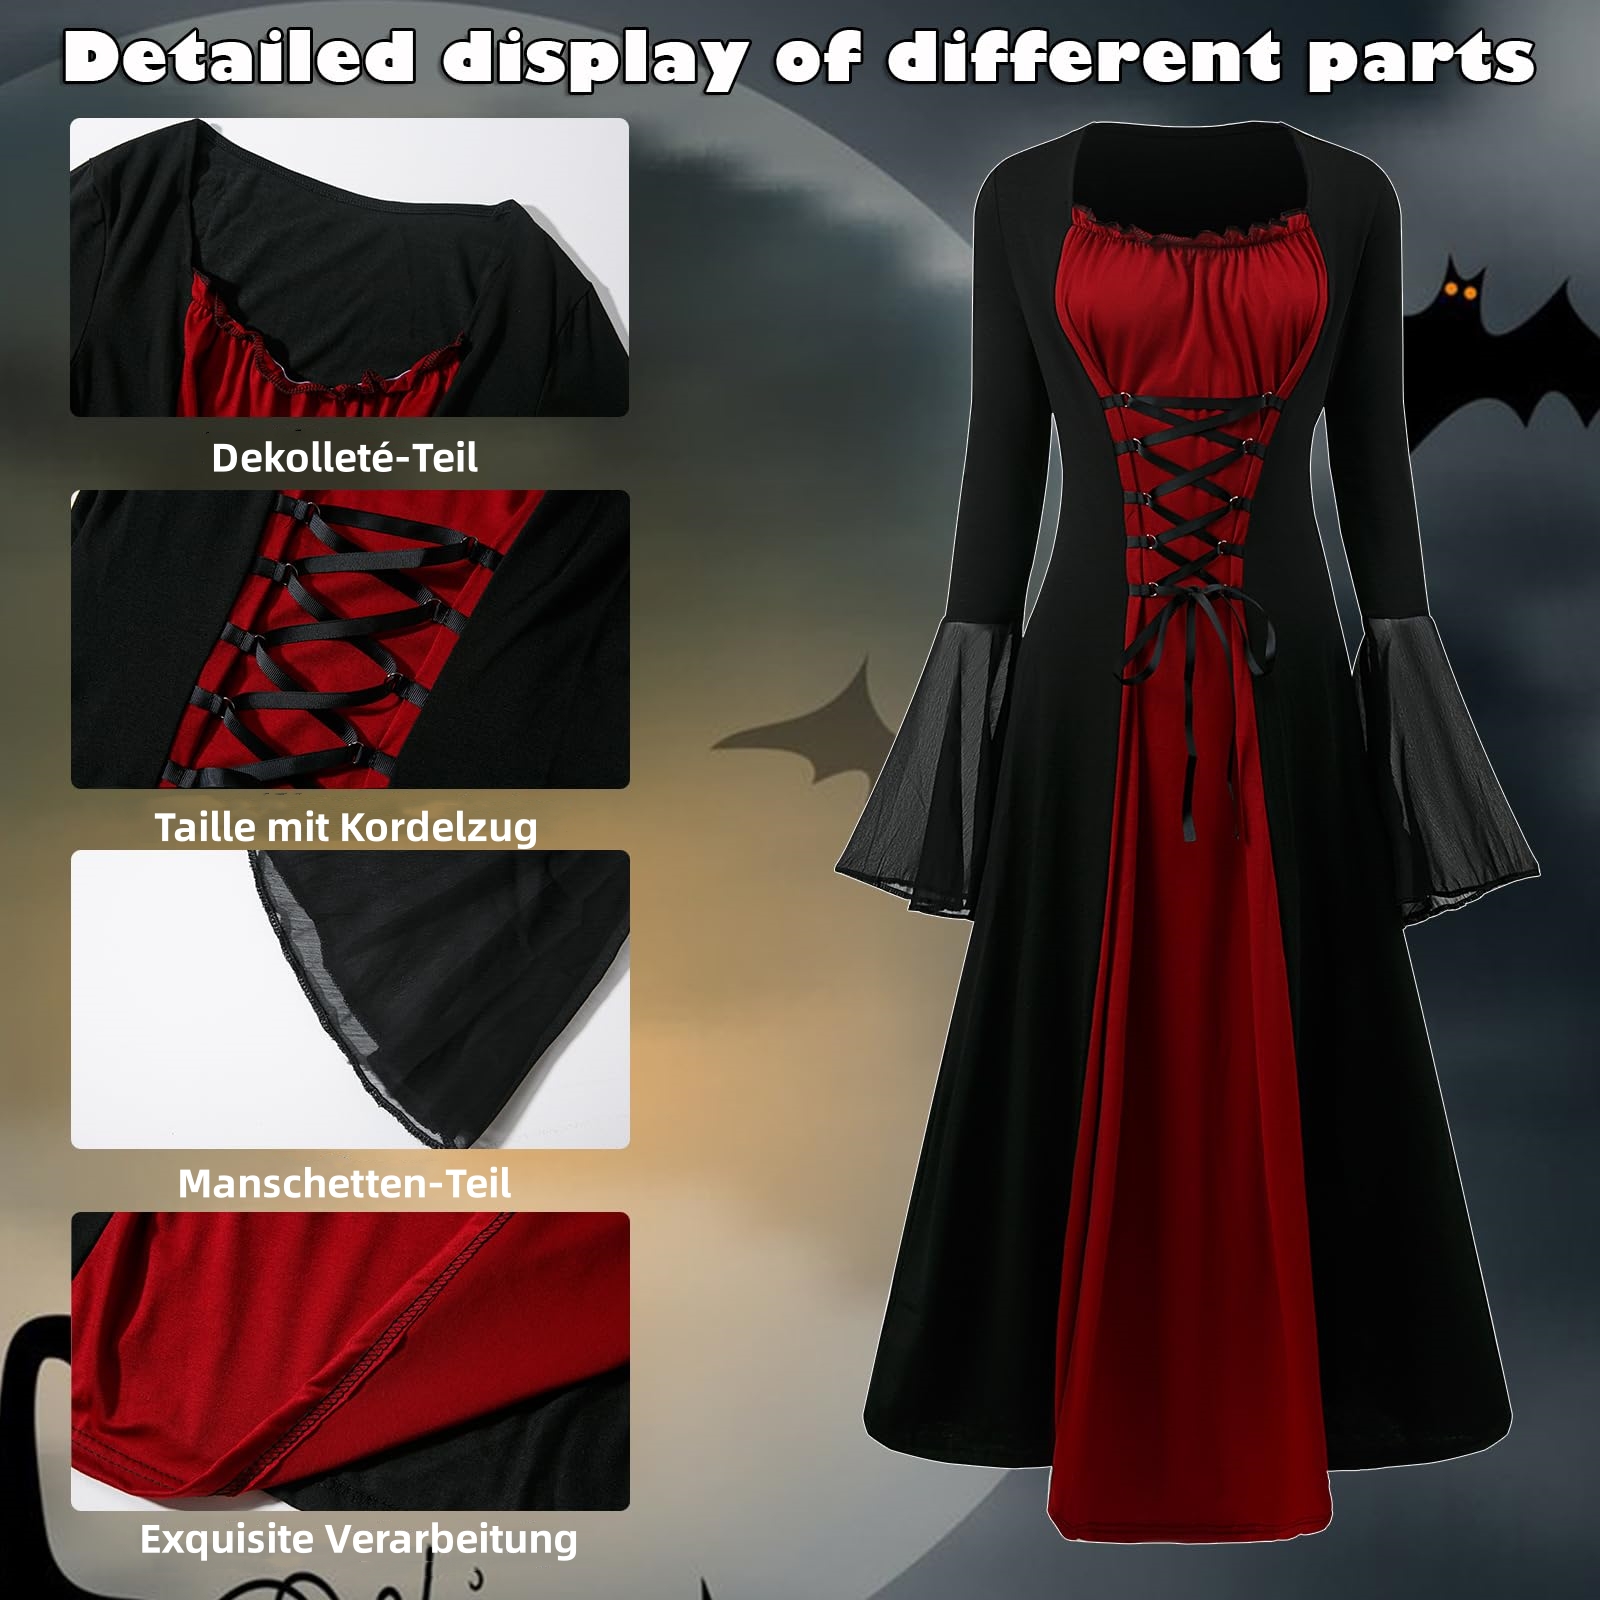 Detailed display of different parts
Dekolleté-Teil
Taille mit Kordelzug
Manschetten-Teil
Exquisite Verarbeitung